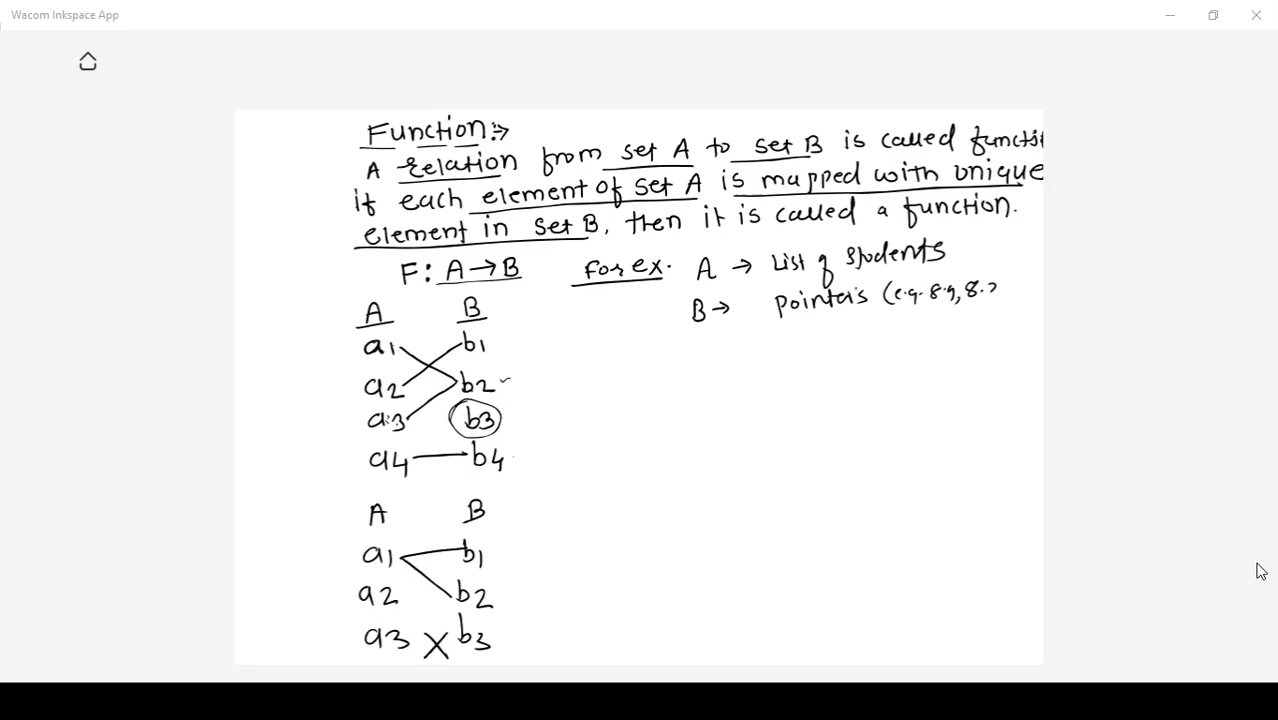 Wacom Inkspace App
Function:->
A relation from set A to set B is called functi
if each element of set A is mapped with unique
element in set B, then it is called a function.
F: A → B for ex. A → List of students
B → Pointers (e.g. 8.9, 8.
A B
a1 b1
a2 b2
a3 b3
a4 b4
A B
a1 b1
a2 b2
a3 X b3